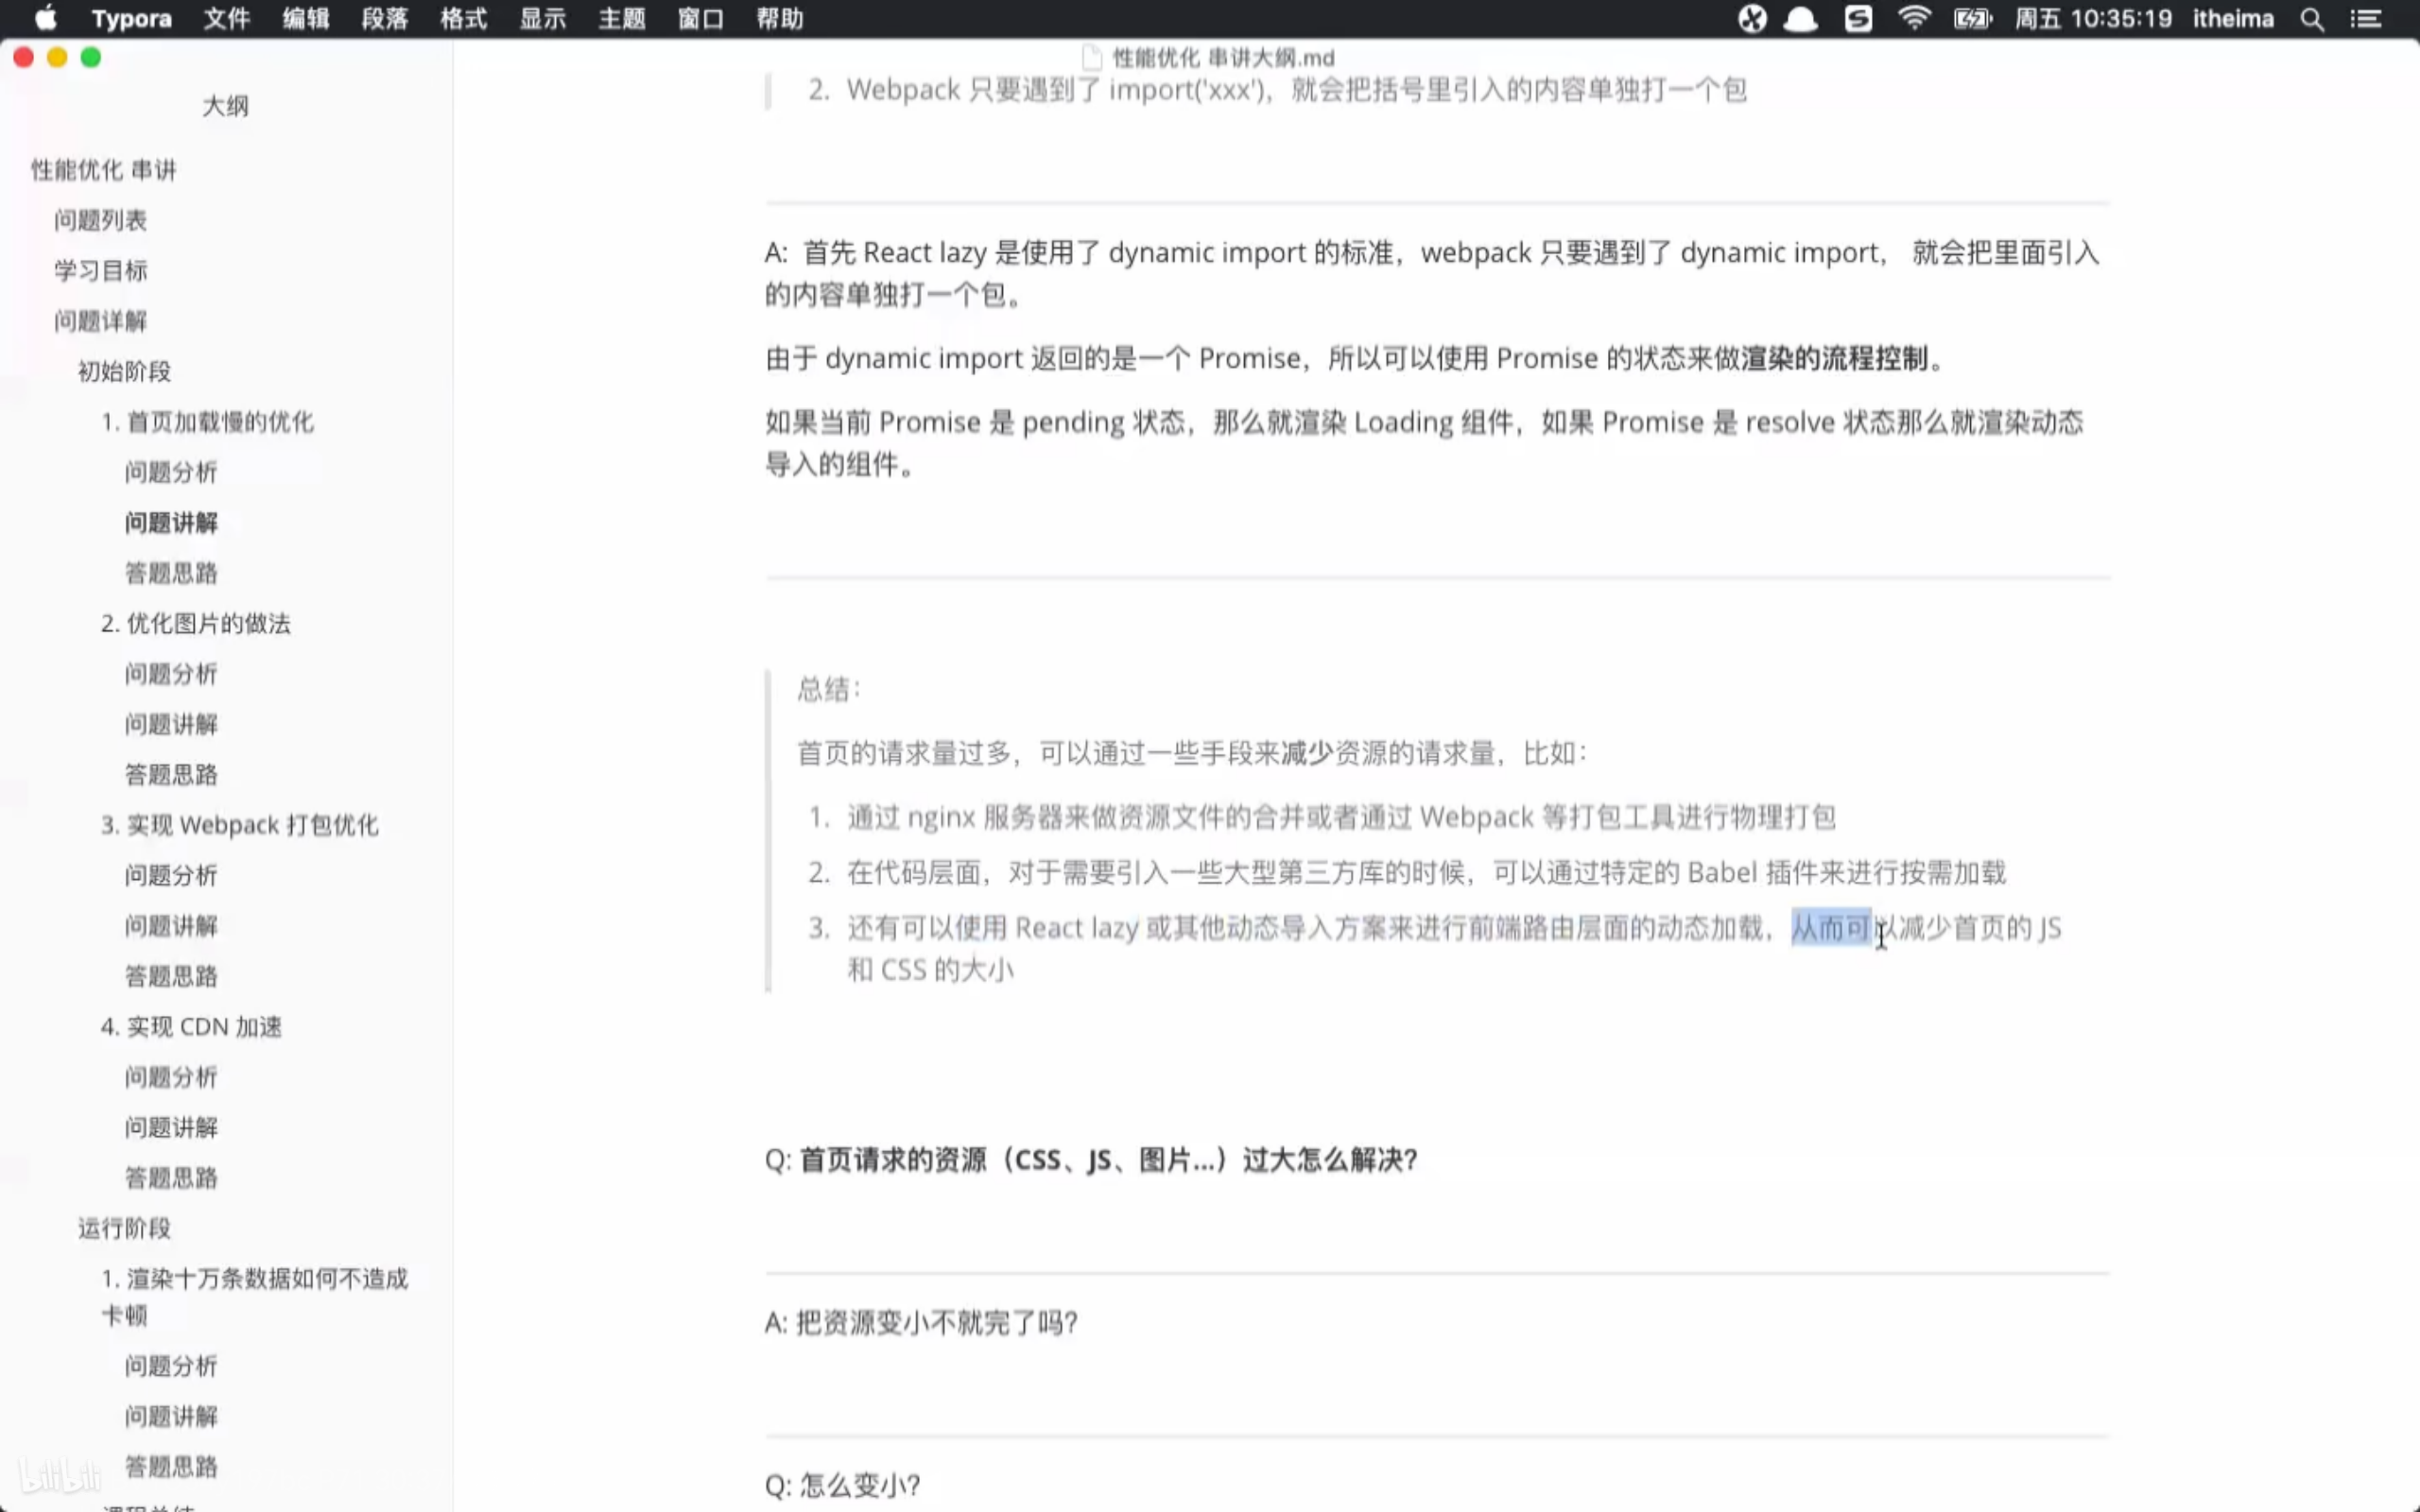 Typora 文件 编辑 段落 格式 显示 主题 窗口 帮助 周五 10:35:19 itheima
性能优化 串讲大纲.md
大纲
性能优化 串讲
问题列表
学习目标
问题详解
初始阶段
1. 首页加载慢的优化
问题分析
问题讲解
答题思路
2. 优化图片的做法
问题分析
问题讲解
答题思路
3. 实现 Webpack 打包优化
问题分析
问题讲解
答题思路
4. 实现 CDN 加速
问题分析
问题讲解
答题思路
运行阶段
1. 渲染十万条数据如何不造成
卡顿
问题分析
问题讲解
答题思路
课程总结
2. Webpack 只要遇到了 import('xxx')，就会把括号里引入的内容单独打一个包
A: 首先 React lazy 是使用了 dynamic import 的标准，webpack 只要遇到了 dynamic import， 就会把里面引入
的内容单独打一个包。
由于 dynamic import 返回的是一个 Promise，所以可以使用 Promise 的状态来做渲染的流程控制。
如果当前 Promise 是 pending 状态，那么就渲染 Loading 组件，如果 Promise 是 resolve 状态那么就渲染动态
导入的组件。
总结：
首页的请求量过多，可以通过一些手段来减少资源的请求量，比如：
1. 通过 nginx 服务器来做资源文件的合并或者通过 Webpack 等打包工具进行物理打包
2. 在代码层面，对于需要引入一些大型第三方库的时候，可以通过特定的 Babel 插件来进行按需加载
3. 还有可以使用 React lazy 或其他动态导入方案来进行前端路由层面的动态加载，从而可以减少首页的 JS
和 CSS 的大小
Q: 首页请求的资源（CSS、JS、图片...）过大怎么解决？
A: 把资源变小不就完了吗？
Q: 怎么变小？
bilibili